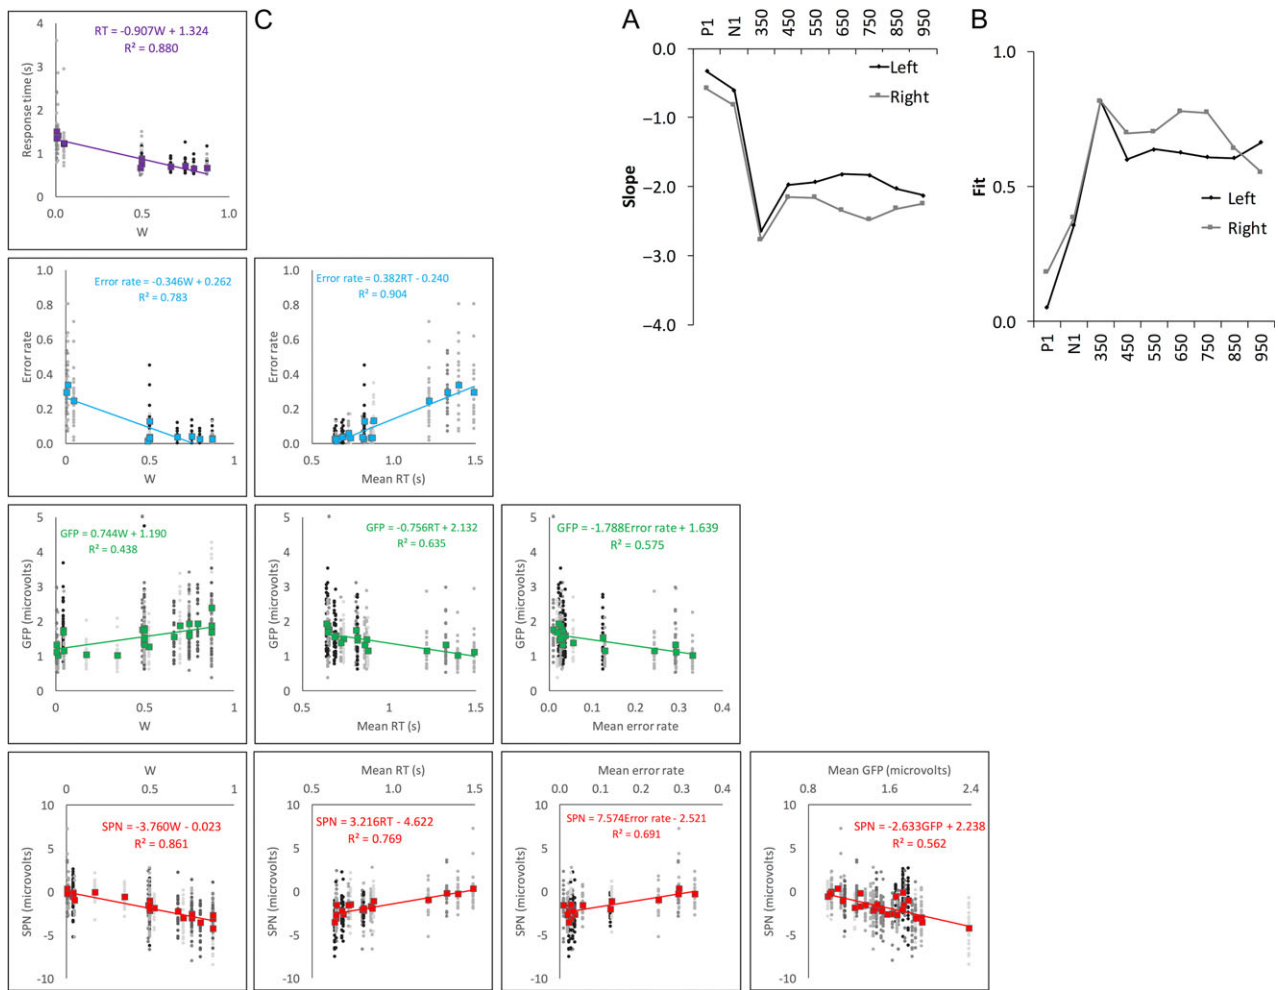 C
A
B
4
3
2
1
0
Response time (s)
RT = -0.907W + 1.324
R² = 0.880
0.0 0.5 1.0
W
P1 N1 350 450 550 650 750 850 950
0.0
–1.0
–2.0
–3.0
–4.0
Slope
Left
Right
1.0
0.5
0.0
Fit
Left
Right
P1 N1 350 450 550 650 750 850 950
1.0
0.8
0.6
0.4
0.2
0.0
Error rate
Error rate = -0.346W + 0.262
R² = 0.783
0 0.5 1
W
1.0
0.8
0.6
0.4
0.2
0.0
Error rate
Error rate = 0.382RT - 0.240
R² = 0.904
0.5 1.0 1.5
Mean RT (s)
5
4
3
2
1
0
GFP (microvolts)
GFP = 0.744W + 1.190
R² = 0.438
0 0.5 1
W
5
4
3
2
1
0
GFP (microvolts)
GFP = -0.756RT + 2.132
R² = 0.635
0.5 1 1.5
Mean RT (s)
5
4
3
2
1
0
GFP (microvolts)
GFP = -1.788Error rate + 1.639
R² = 0.575
0.0 0.1 0.2 0.3 0.4
Mean error rate
W
0 0.5 1
10
5
0
-5
-10
SPN (microvolts)
SPN = -3.760W - 0.023
R² = 0.861
Mean RT (s)
0.5 1.0 1.5
10
5
0
-5
-10
SPN (microvolts)
SPN = 3.216RT - 4.622
R² = 0.769
Mean error rate
0.0 0.1 0.2 0.3 0.4
10
5
0
-5
-10
SPN (microvolts)
SPN = 7.574Error rate - 2.521
R² = 0.691
Mean GFP (microvolts)
0.8 1.6 2.4
10
5
0
-5
-10
SPN (microvolts)
SPN = -2.633GFP + 2.238
R² = 0.562